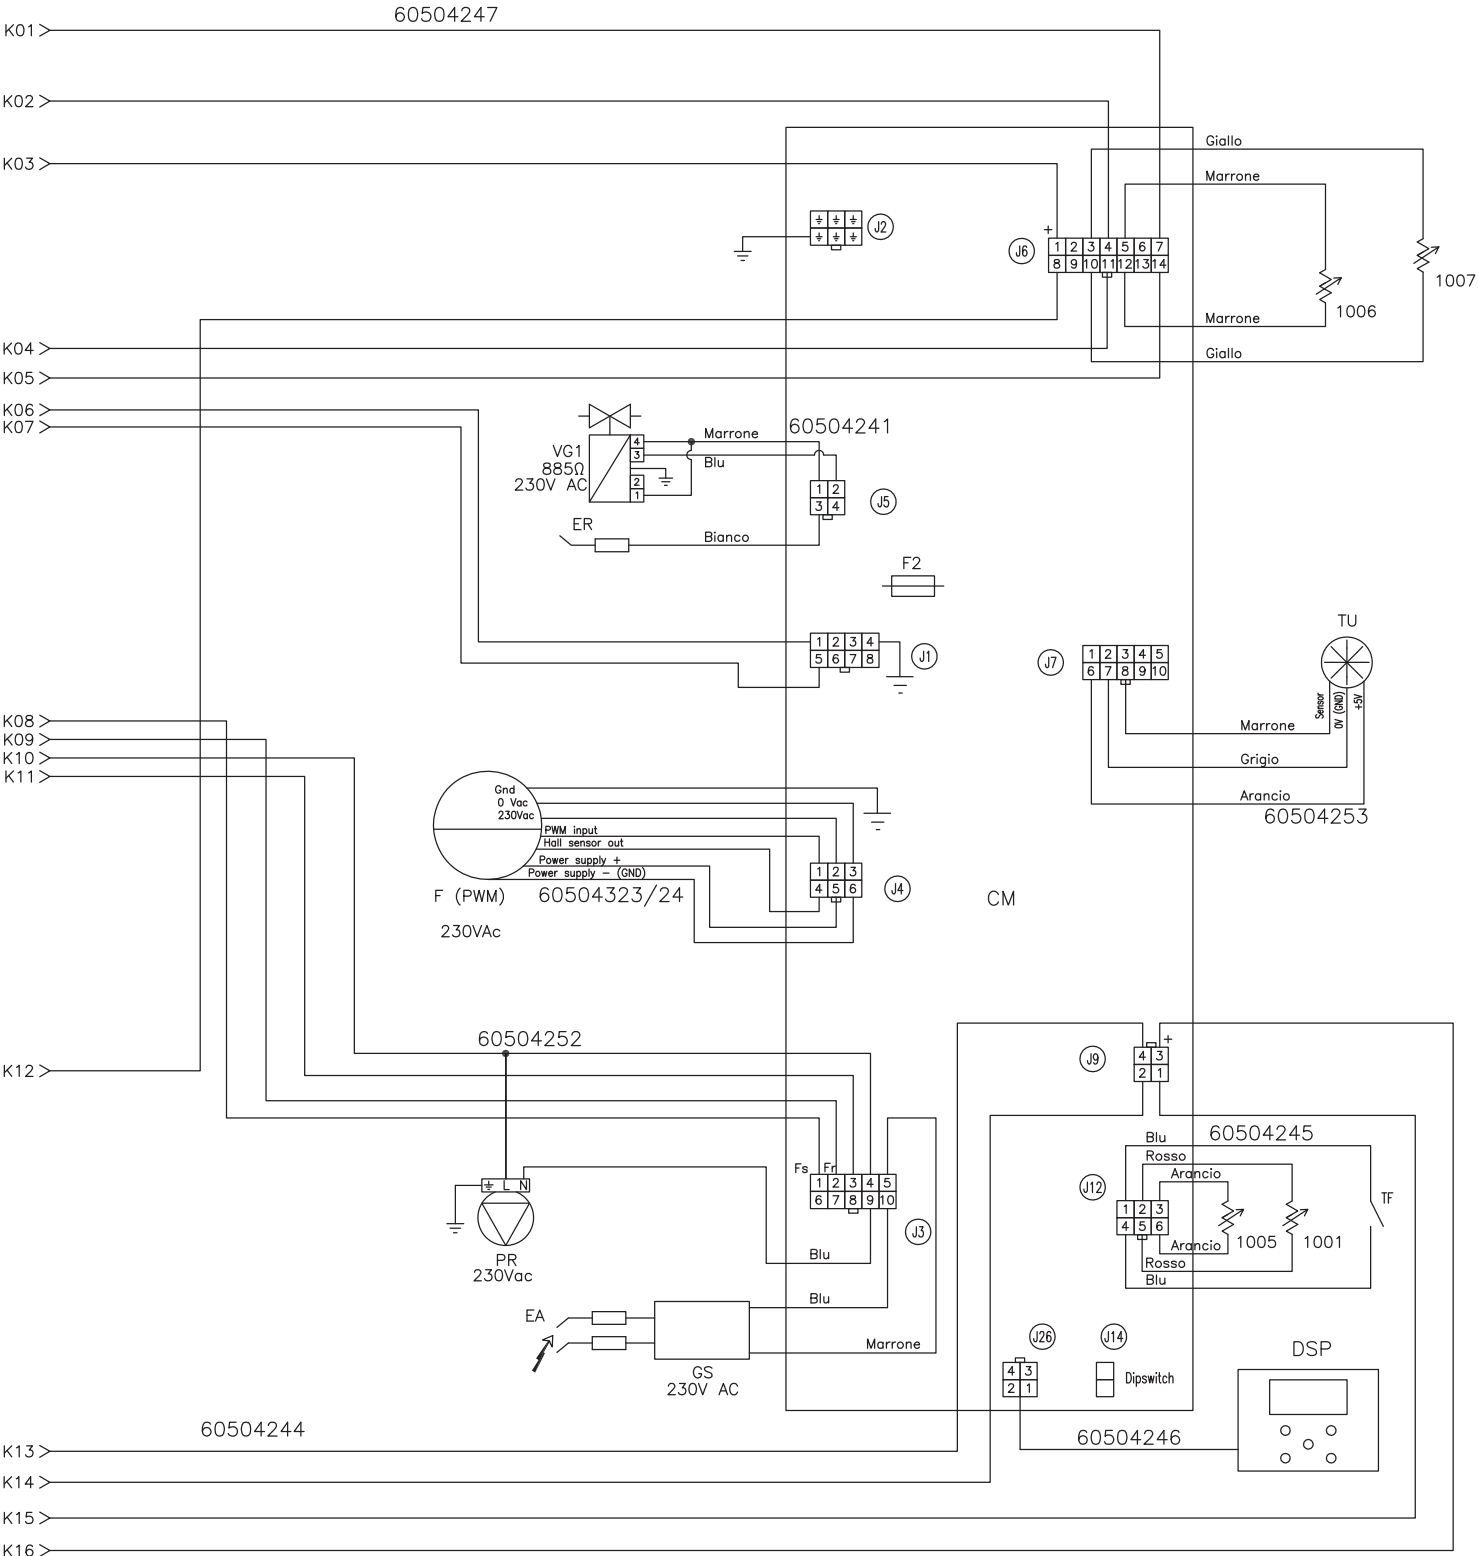 60504247
K01
K02
K03
Giallo
Marrone
J2
J6
+
1 2 3 4 5 6 7
8 9 10 11 12 13 14
1007
1006
Marrone
Giallo
K04
K05
K06
K07
VG1
885Ω
230V AC
4
3
2
1
Marrone
Blu
60504241
1 2
3 4
J5
ER
Bianco
F2
1 2 3 4
5 6 7 8
J1
J7
1 2 3 4 5
6 7 8 9 10
TU
Sensor
0V (GND)
+5V
Marrone
Grigio
Arancio
60504253
K08
K09
K10
K11
Gnd
0 Vac
230Vac
PWM input
Hall sensor out
Power supply +
Power supply – (GND)
F (PWM)
60504323/24
230VAc
1 2 3
4 5 6
J4
CM
60504252
K12
J9
+
4 3
2 1
60504245
Blu
Rosso
Arancio
J12
1 2 3
4 5 6
1005
1001
TF
Arancio
Rosso
Blu
Fs Fr
1 2 3 4 5
6 7 8 9 10
J3
L N
PR
230Vac
Blu
Blu
Marrone
EA
GS
230V AC
J26
4 3
2 1
J14
Dipswitch
DSP
60504246
60504244
K13
K14
K15
K16